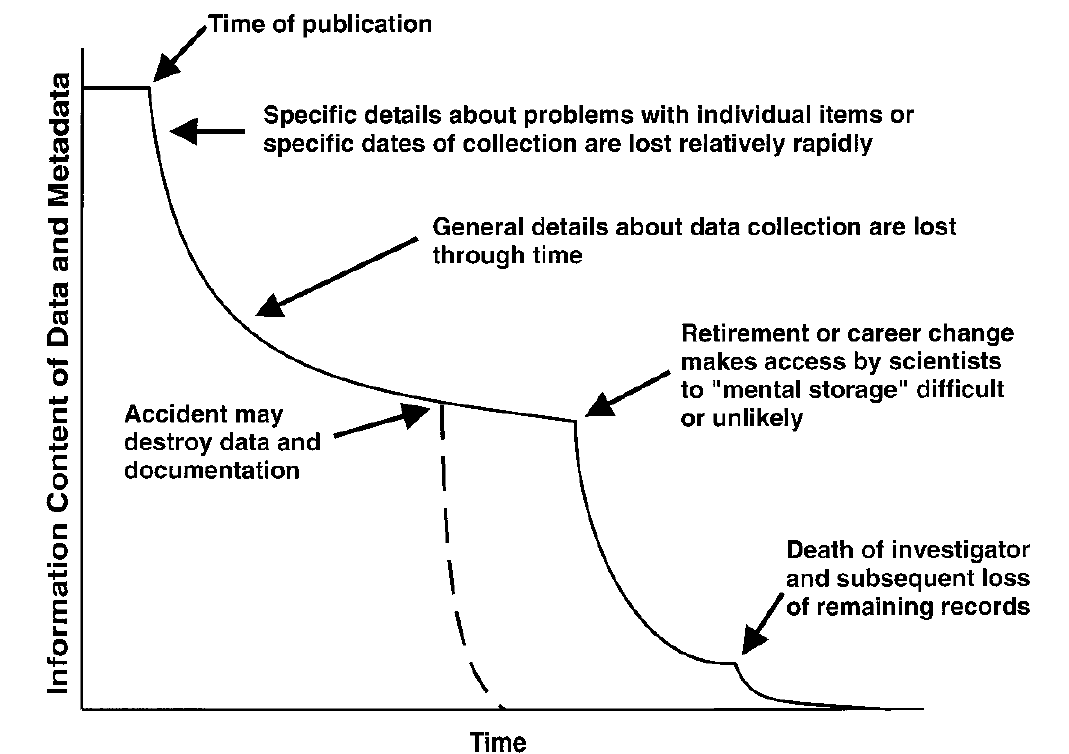 Time of publication
Specific details about problems with individual items or
specific dates of collection are lost relatively rapidly
General details about data collection are lost
through time
Retirement or career change
makes access by scientists
to "mental storage" difficult
or unlikely
Accident may
destroy data and
documentation
Death of investigator
and subsequent loss
of remaining records
Information Content of Data and Metadata
Time